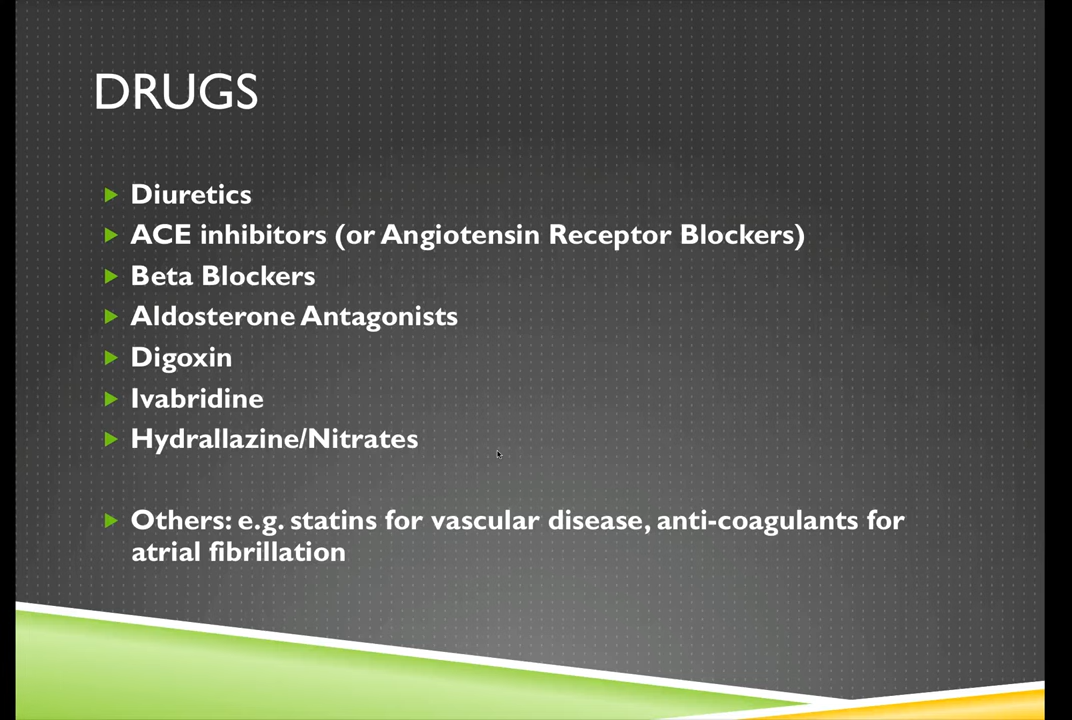 DRUGS
Diuretics
ACE inhibitors (or Angiotensin Receptor Blockers)
Beta Blockers
Aldosterone Antagonists
Digoxin
Ivabridine
Hydrallazine/Nitrates
Others: e.g. statins for vascular disease, anti-coagulants for
atrial fibrillation